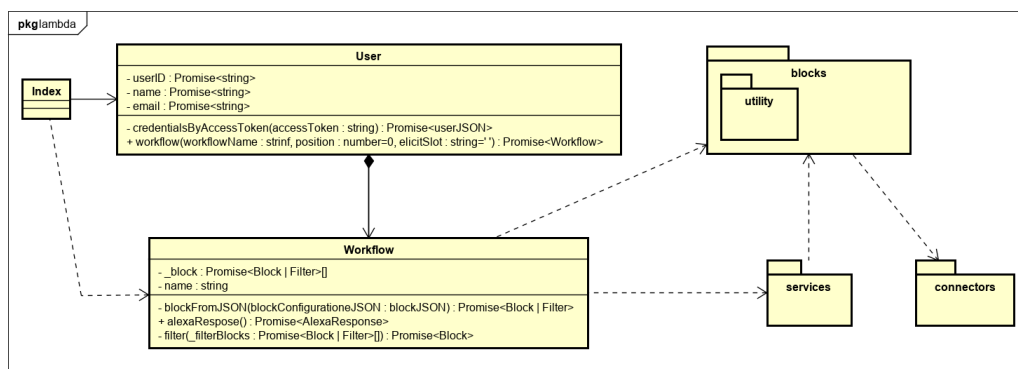 pkg lambda
Index
User
- userID : Promise<string>
- name : Promise<string>
- email : Promise<string>
- credentialsByAccessToken(accessToken : string) : Promise<userJSON>
+ workflow(workflowName : strinf, position : number=0, elicitSlot : string=' ') : Promise<Workflow>
blocks
utility
Workflow
- _block : Promise<Block | Filter>[]
- name : string
- blockFromJSON(blockConfigurationeJSON : blockJSON) : Promise<Block | Filter>
+ alexaRespose() : Promise<AlexaResponse>
- filter(_filterBlocks : Promise<Block | Filter>[]) : Promise<Block>
services
connectors